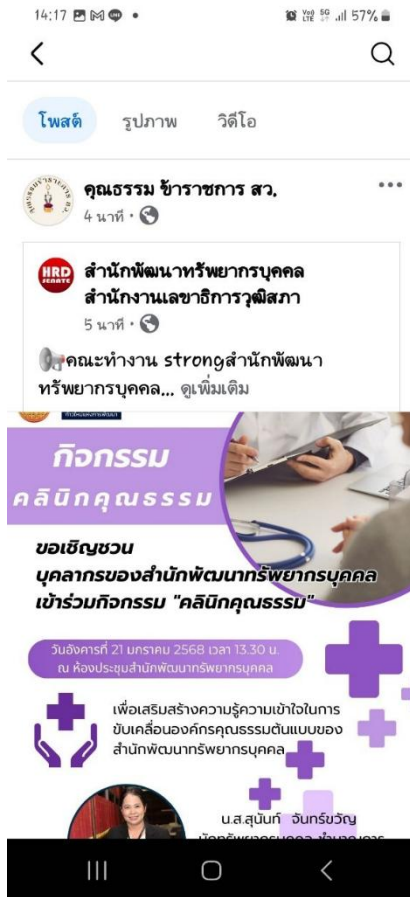 14:17
5G
57%
โพสต์ รูปภาพ วิดีโอ
คุณธรรม ข้าราชการ สว.
4 นาที
HRD
SENATE
สำนักพัฒนาทรัพยากรบุคคล
สำนักงานเลขาธิการวุฒิสภา
5 นาที
คณะทำงาน strongสำนักพัฒนา
ทรัพยากรบุคคล... ดูเพิ่มเติม
กิจกรรม
คลินิกคุณธรรม
ขอเชิญชวน
บุคลากรของสำนักพัฒนาทรัพยากรบุคคล
เข้าร่วมกิจกรรม "คลินิกคุณธรรม"
วันอังคารที่ 21 มกราคม 2568 เวลา 13.30 น.
ณ ห้องประชุมสำนักพัฒนาทรัพยากรบุคคล
เพื่อเสริมสร้างความรู้ความเข้าใจในการ
ขับเคลื่อนองค์กรคุณธรรมต้นแบบของ
สำนักพัฒนาทรัพยากรบุคคล
น.ส.สุนันท์ จันทร์ขวัญ